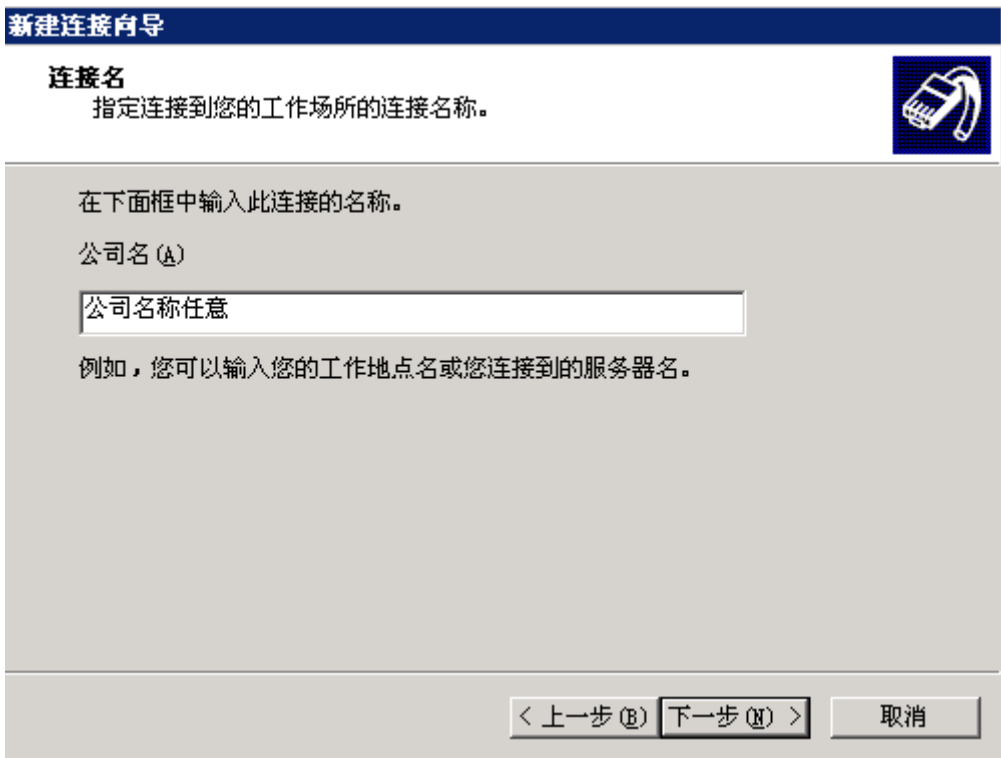 新建连接向导
连接名
指定连接到您的工作场所的连接名称。
在下面框中输入此连接的名称。
公司名(A)
公司名称任意
例如，您可以输入您的工作地点名或您连接到的服务器名。
< 上一步(B) 下一步(N) > 取消